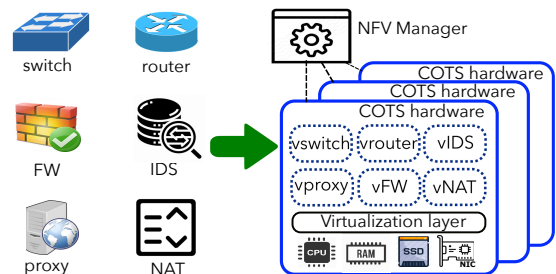 switch
router
FW
IDS
proxy
NAT
NFV Manager
COTS hardware
COTS hardware
COTS hardware
vswitch vrouter vIDS
vproxy vFW vNAT
Virtualization layer
CPU RAM SSD NIC